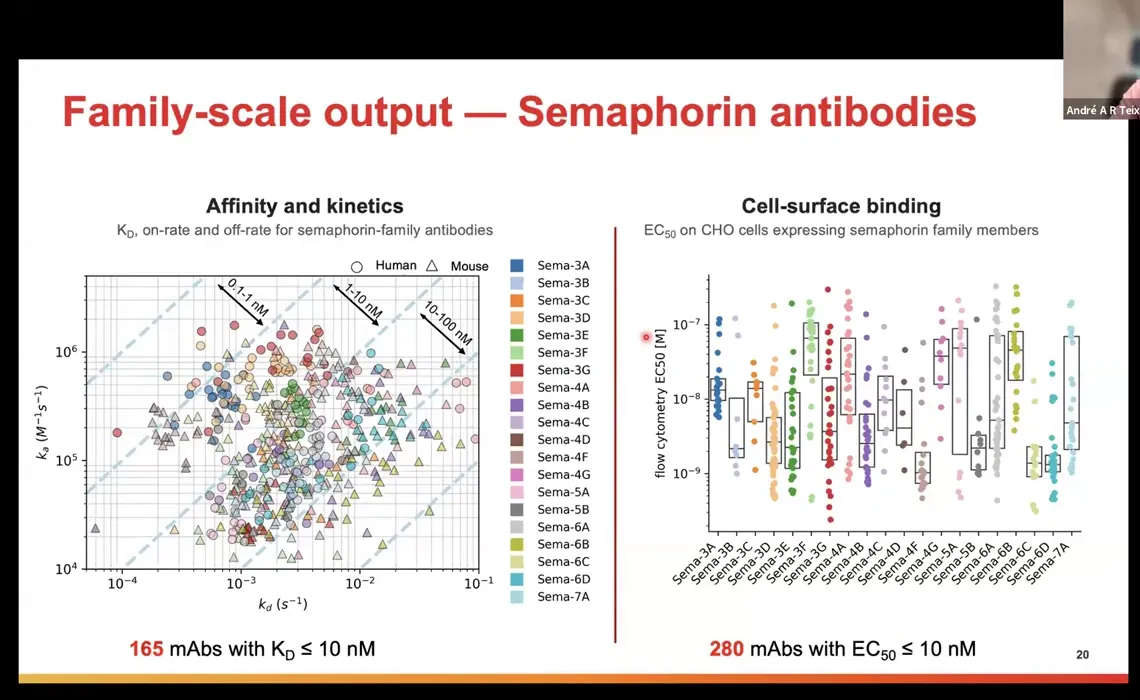 André A R Teix
Family-scale output — Semaphorin antibodies
Affinity and kinetics
K_D, on-rate and off-rate for semaphorin-family antibodies
Human Mouse
0.1-1 nM
1-10 nM
10-100 nM
10⁶
10⁵
10⁴
k_a (M⁻¹s⁻¹)
10⁻⁴ 10⁻³ 10⁻² 10⁻¹
k_d (s⁻¹)
Sema-3A
Sema-3B
Sema-3C
Sema-3D
Sema-3E
Sema-3F
Sema-3G
Sema-4A
Sema-4B
Sema-4C
Sema-4D
Sema-4F
Sema-4G
Sema-5A
Sema-5B
Sema-6A
Sema-6B
Sema-6C
Sema-6D
Sema-7A
165 mAbs with K_D ≤ 10 nM
Cell-surface binding
EC₅₀ on CHO cells expressing semaphorin family members
flow cytometry EC50 [M]
10⁻⁷
10⁻⁸
10⁻⁹
Sema-3A
Sema-3B
Sema-3C
Sema-3D
Sema-3E
Sema-3F
Sema-3G
Sema-4A
Sema-4B
Sema-4C
Sema-4D
Sema-4F
Sema-4G
Sema-5A
Sema-5B
Sema-6A
Sema-6B
Sema-6C
Sema-6D
Sema-7A
280 mAbs with EC₅₀ ≤ 10 nM
20